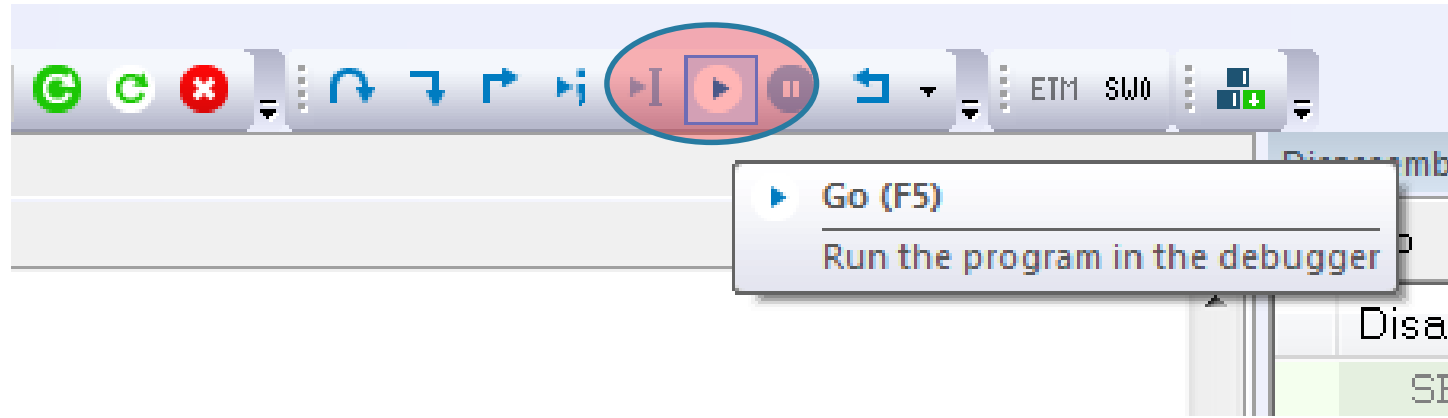 ETM SWO
Go (F5)
Run the program in the debugger
Disa